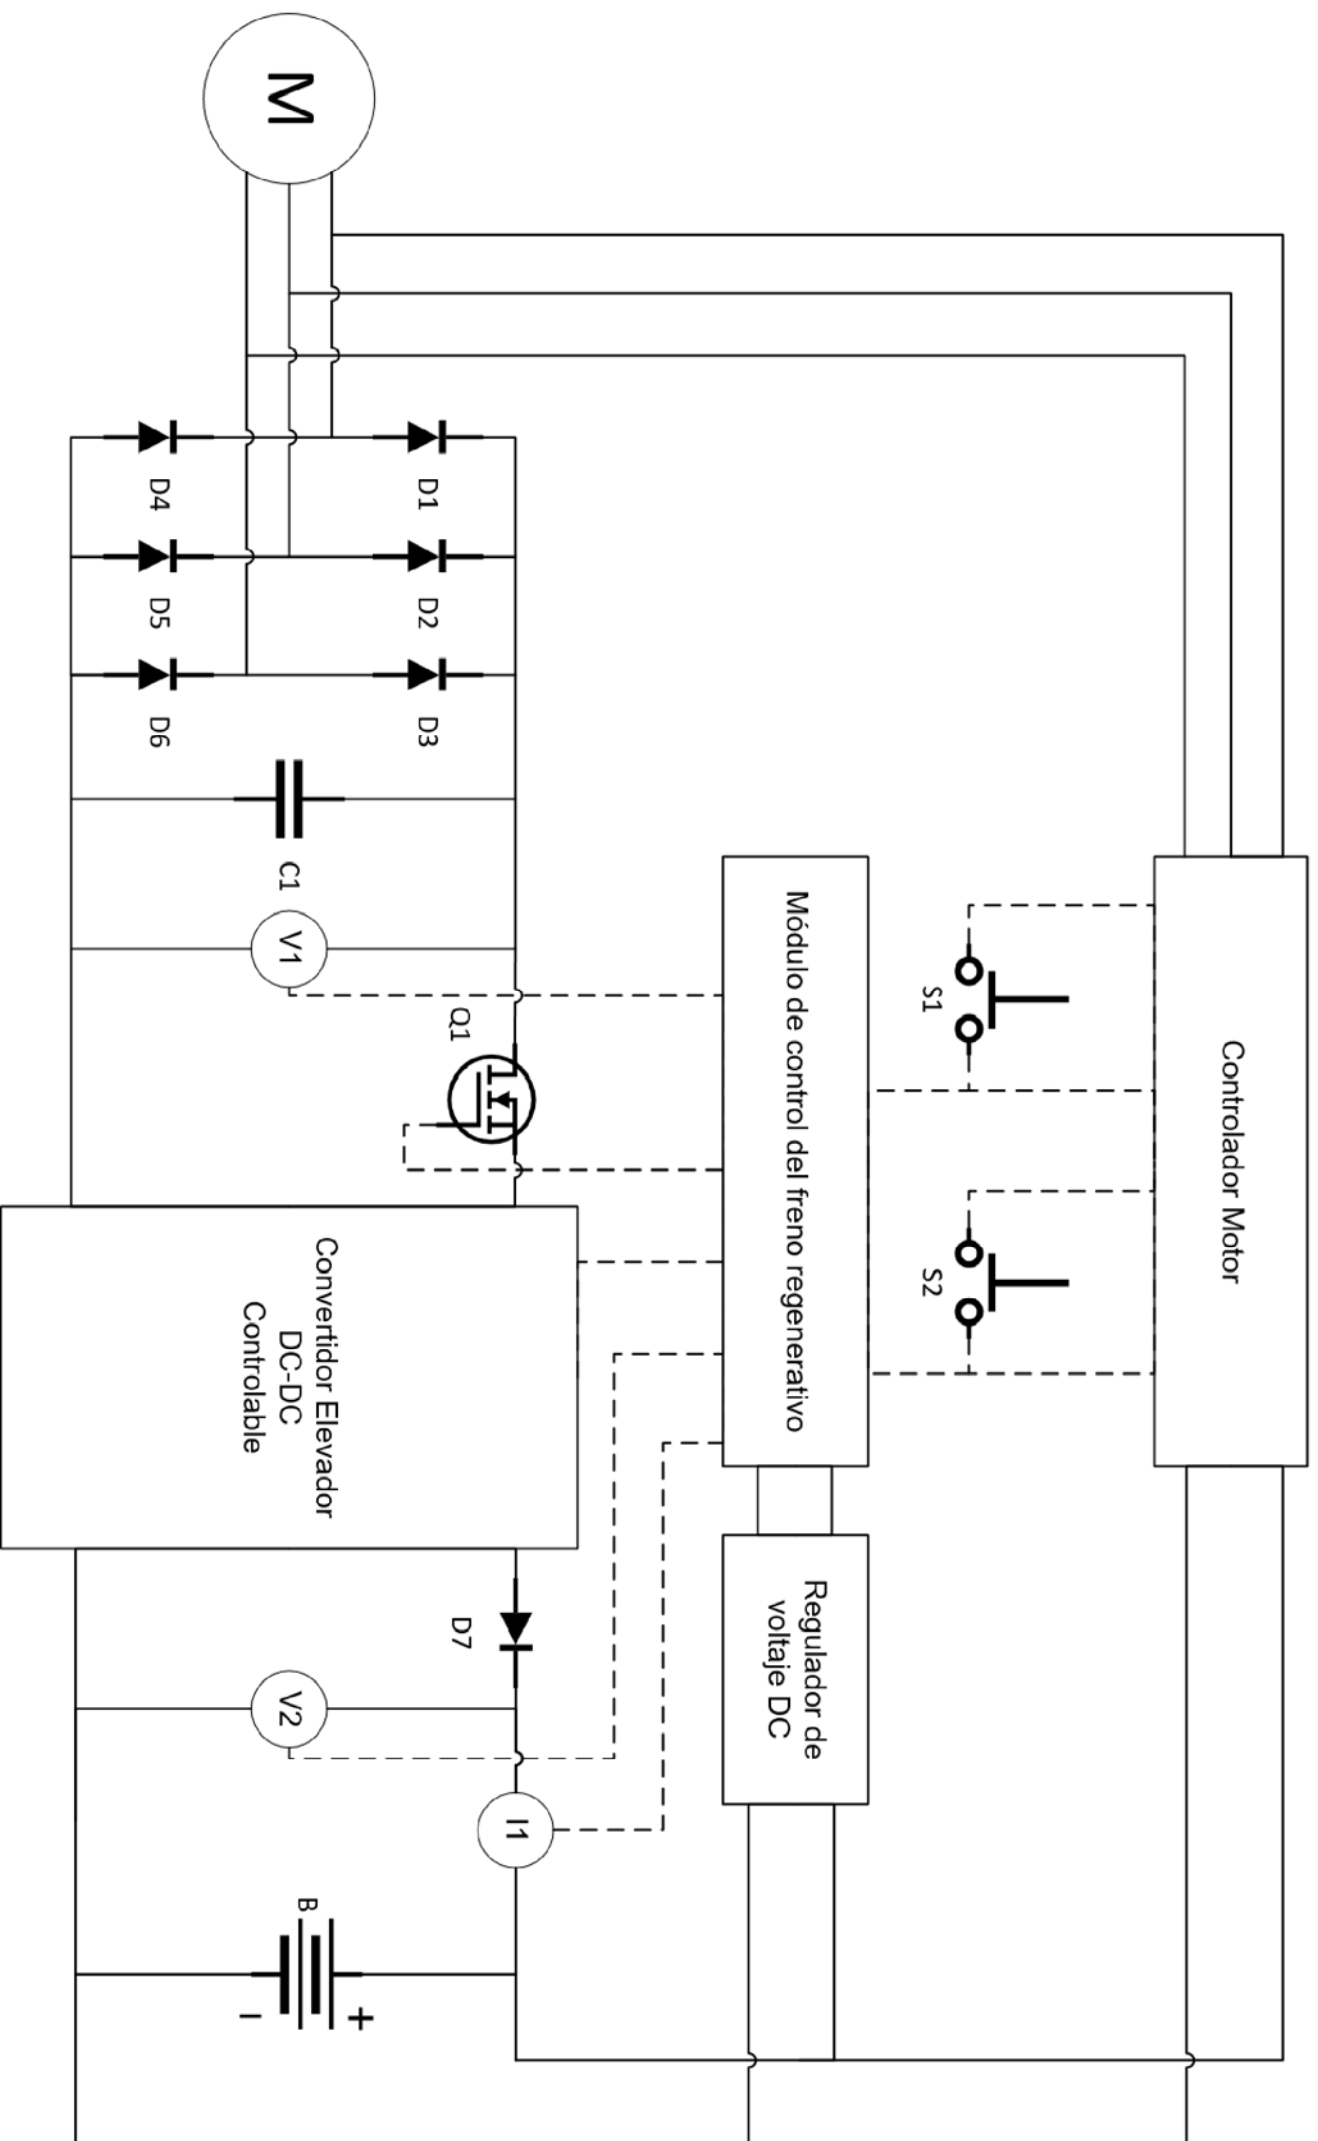 M
Controlador Motor
S1
S2
Módulo de control del freno regenerativo
Regulador de
voltaje DC
D1
D2
D3
D4
D5
D6
C1
V1
Q1
Convertidor Elevador
DC-DC
Controlable
D7
V2
I1
B
+
−